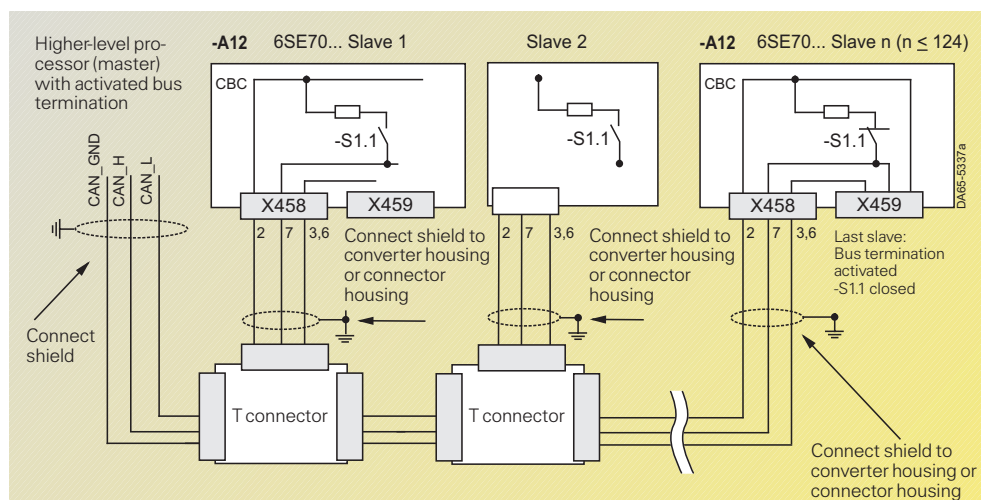 Higher-level pro-
cessor (master)
with activated bus
termination
-A12 6SE70... Slave 1
Slave 2
-A12 6SE70... Slave n (n ≤ 124)
CBC
-S1.1
-S1.1
CBC
-S1.1
DA65-5337a
CAN_GND
CAN_H
CAN_L
X458
X459
X458
X459
2 7 3,6
2 7 3,6
2 7 3,6
Connect shield to
converter housing
or connector
housing
Connect shield to
converter housing
or connector
housing
Last slave:
Bus termination
activated
-S1.1 closed
Connect
shield
T connector
T connector
Connect shield to
converter housing or
connector housing